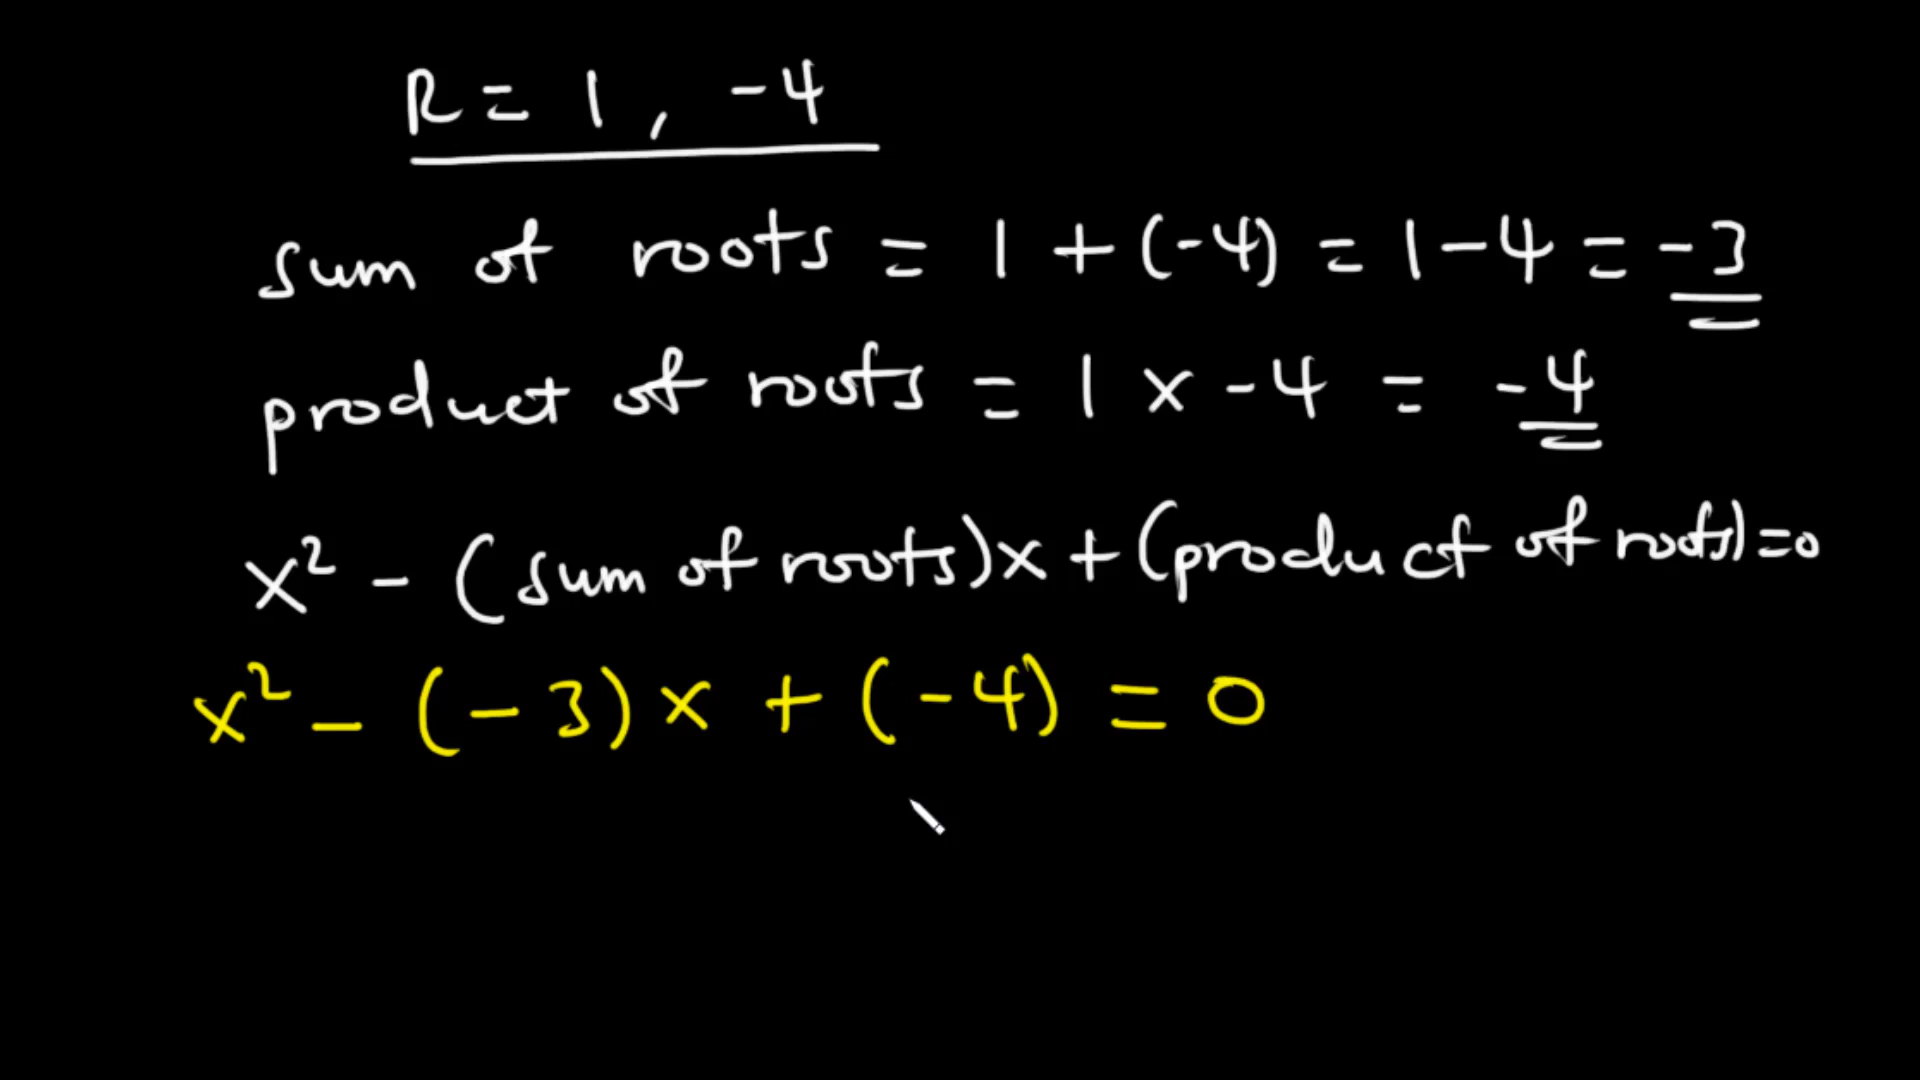 R = 1, -4
sum of roots = 1 + (-4) = 1 - 4 = -3
product of roots = 1 x -4 = -4
x² - (sum of roots)x + (product of roots) = 0
x² - (-3)x + (-4) = 0